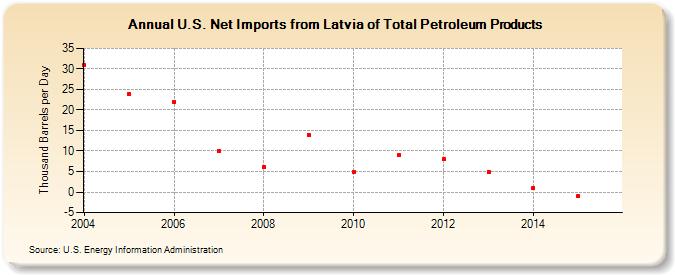 Annual U.S. Net Imports from Latvia of Total Petroleum Products
Thousand Barrels per Day
35
30
25
20
15
10
5
0
-5
2004 2006 2008 2010 2012 2014
Source: U.S. Energy Information Administration